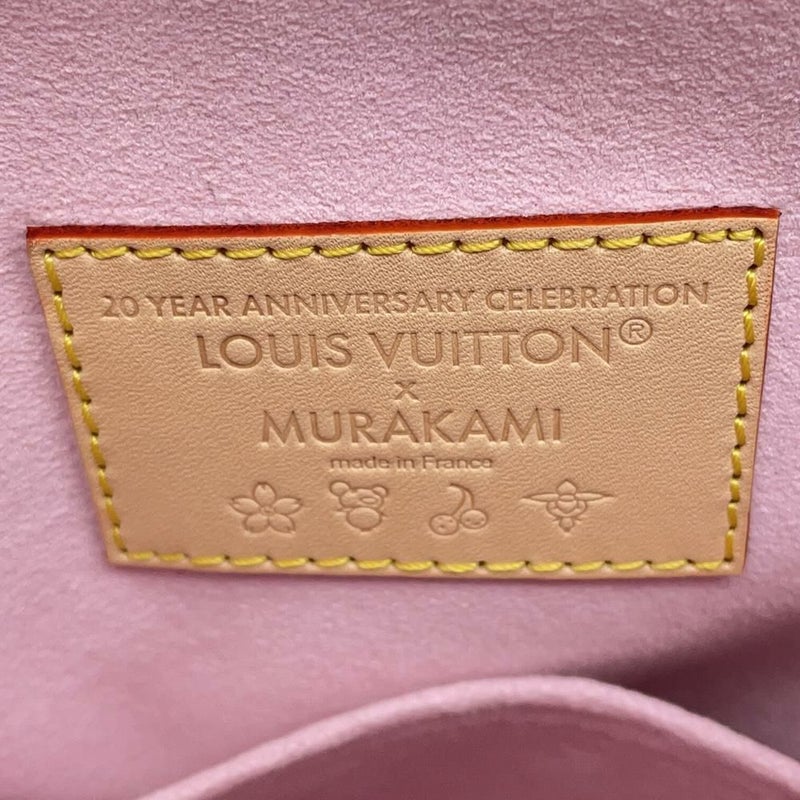 20 YEAR ANNIVERSARY CELEBRATION
LOUIS VUITTON®
x
MURAKAMI
made in France